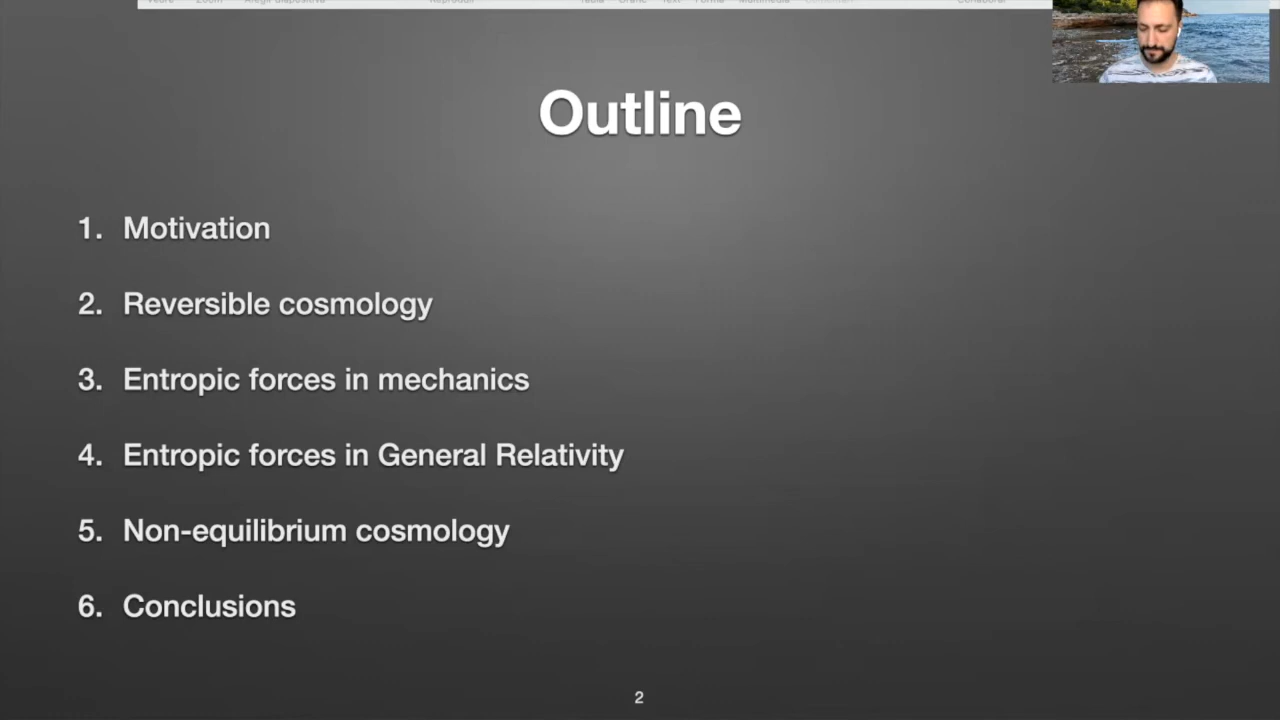 Outline
1. Motivation
2. Reversible cosmology
3. Entropic forces in mechanics
4. Entropic forces in General Relativity
5. Non-equilibrium cosmology
6. Conclusions
2